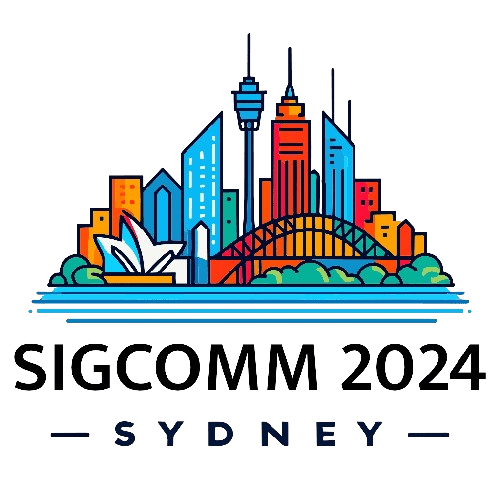 SIGCOMM 2024
— SYDNEY —